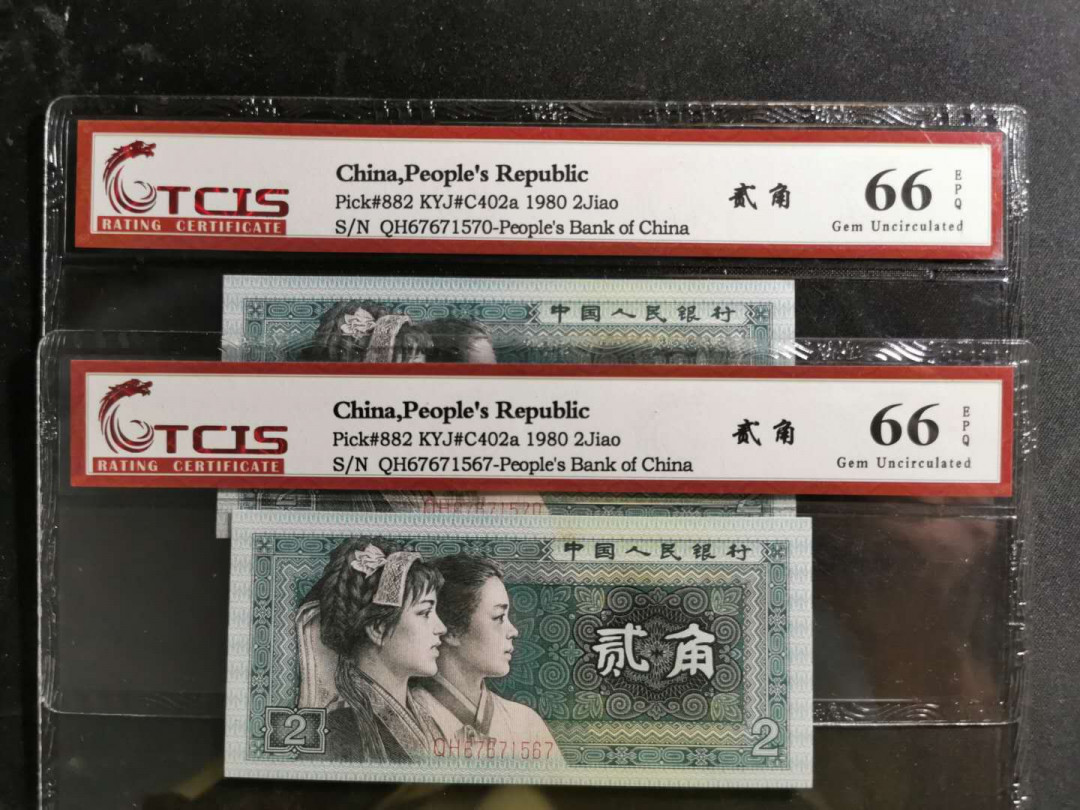 TCIS
RATING CERTIFICATE
China,People's Republic
Pick#882 KYJ#C402a 1980 2Jiao
S/N QH67671570-People's Bank of China
贰角
66
EPQ
Gem Uncirculated
中国人民银行
TCIS
RATING CERTIFICATE
China,People's Republic
Pick#882 KYJ#C402a 1980 2Jiao
S/N QH67671567-People's Bank of China
贰角
66
EPQ
Gem Uncirculated
QH67671570
中国人民银行
贰角
2
QH67671567
2